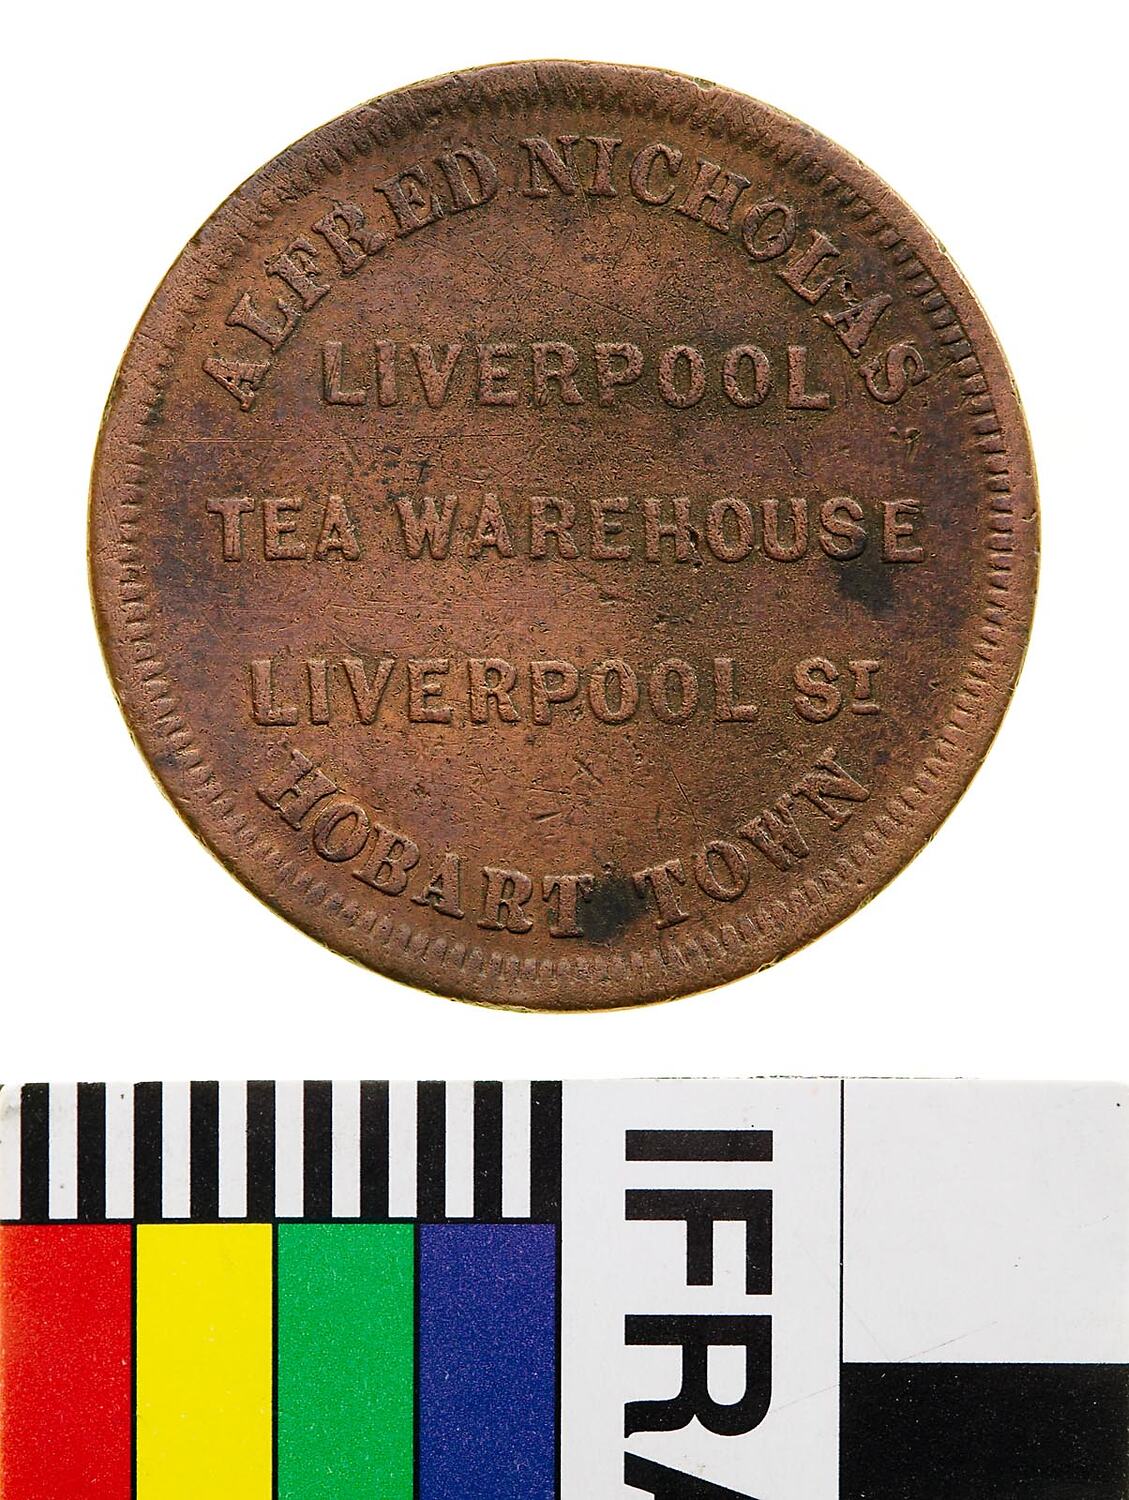 ALFRED NICHOLAS
LIVERPOOL
TEA WAREHOUSE
LIVERPOOL ST
HOBART TOWN
IFRA